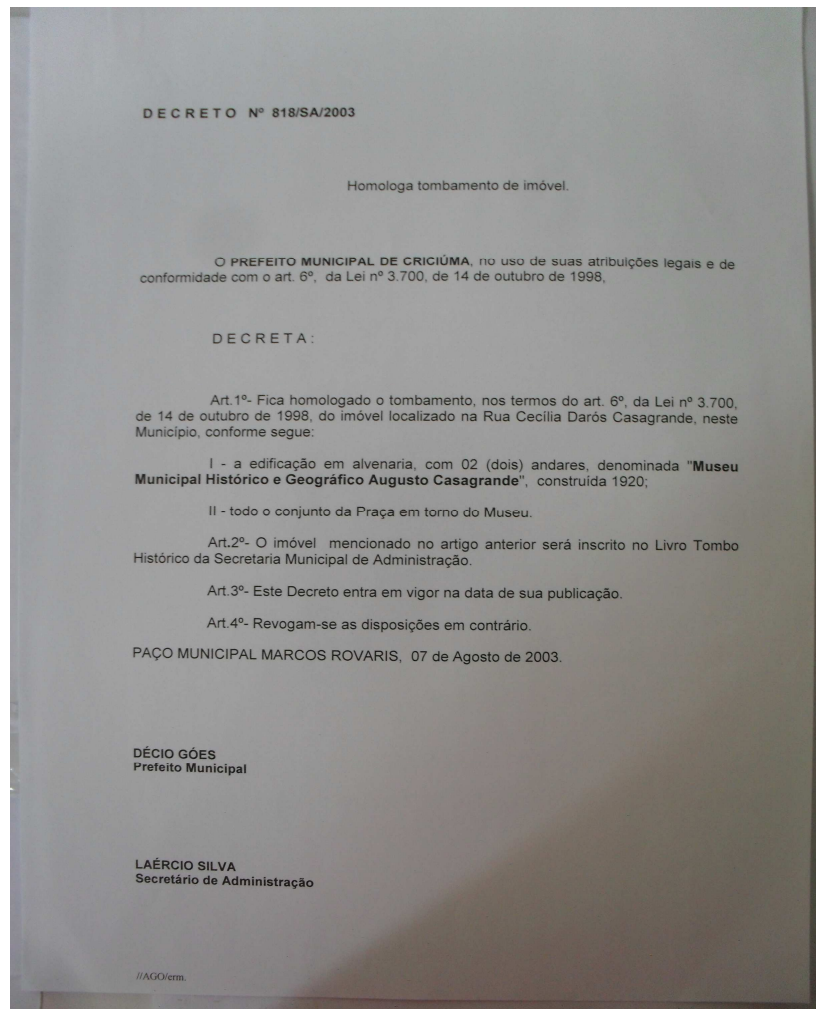 D E C R E T O Nº 818/SA/2003
Homologa tombamento de imóvel.
O PREFEITO MUNICIPAL DE CRICIÚMA, no uso de suas atribuições legais e de
conformidade com o art. 6º, da Lei nº 3.700, de 14 de outubro de 1998,
D E C R E T A :
Art.1º- Fica homologado o tombamento, nos termos do art. 6º, da Lei nº 3.700,
de 14 de outubro de 1998, do imóvel localizado na Rua Cecília Darós Casagrande, neste
Município, conforme segue:
I - a edificação em alvenaria, com 02 (dois) andares, denominada "Museu
Municipal Histórico e Geográfico Augusto Casagrande", construída 1920;
II - todo o conjunto da Praça em torno do Museu.
Art.2º- O imóvel mencionado no artigo anterior será inscrito no Livro Tombo
Histórico da Secretaria Municipal de Administração.
Art.3º- Este Decreto entra em vigor na data de sua publicação.
Art.4º- Revogam-se as disposições em contrário.
PAÇO MUNICIPAL MARCOS ROVARIS, 07 de Agosto de 2003.
DÉCIO GÓES
Prefeito Municipal
LAÉRCIO SILVA
Secretário de Administração
//AGO/erm.